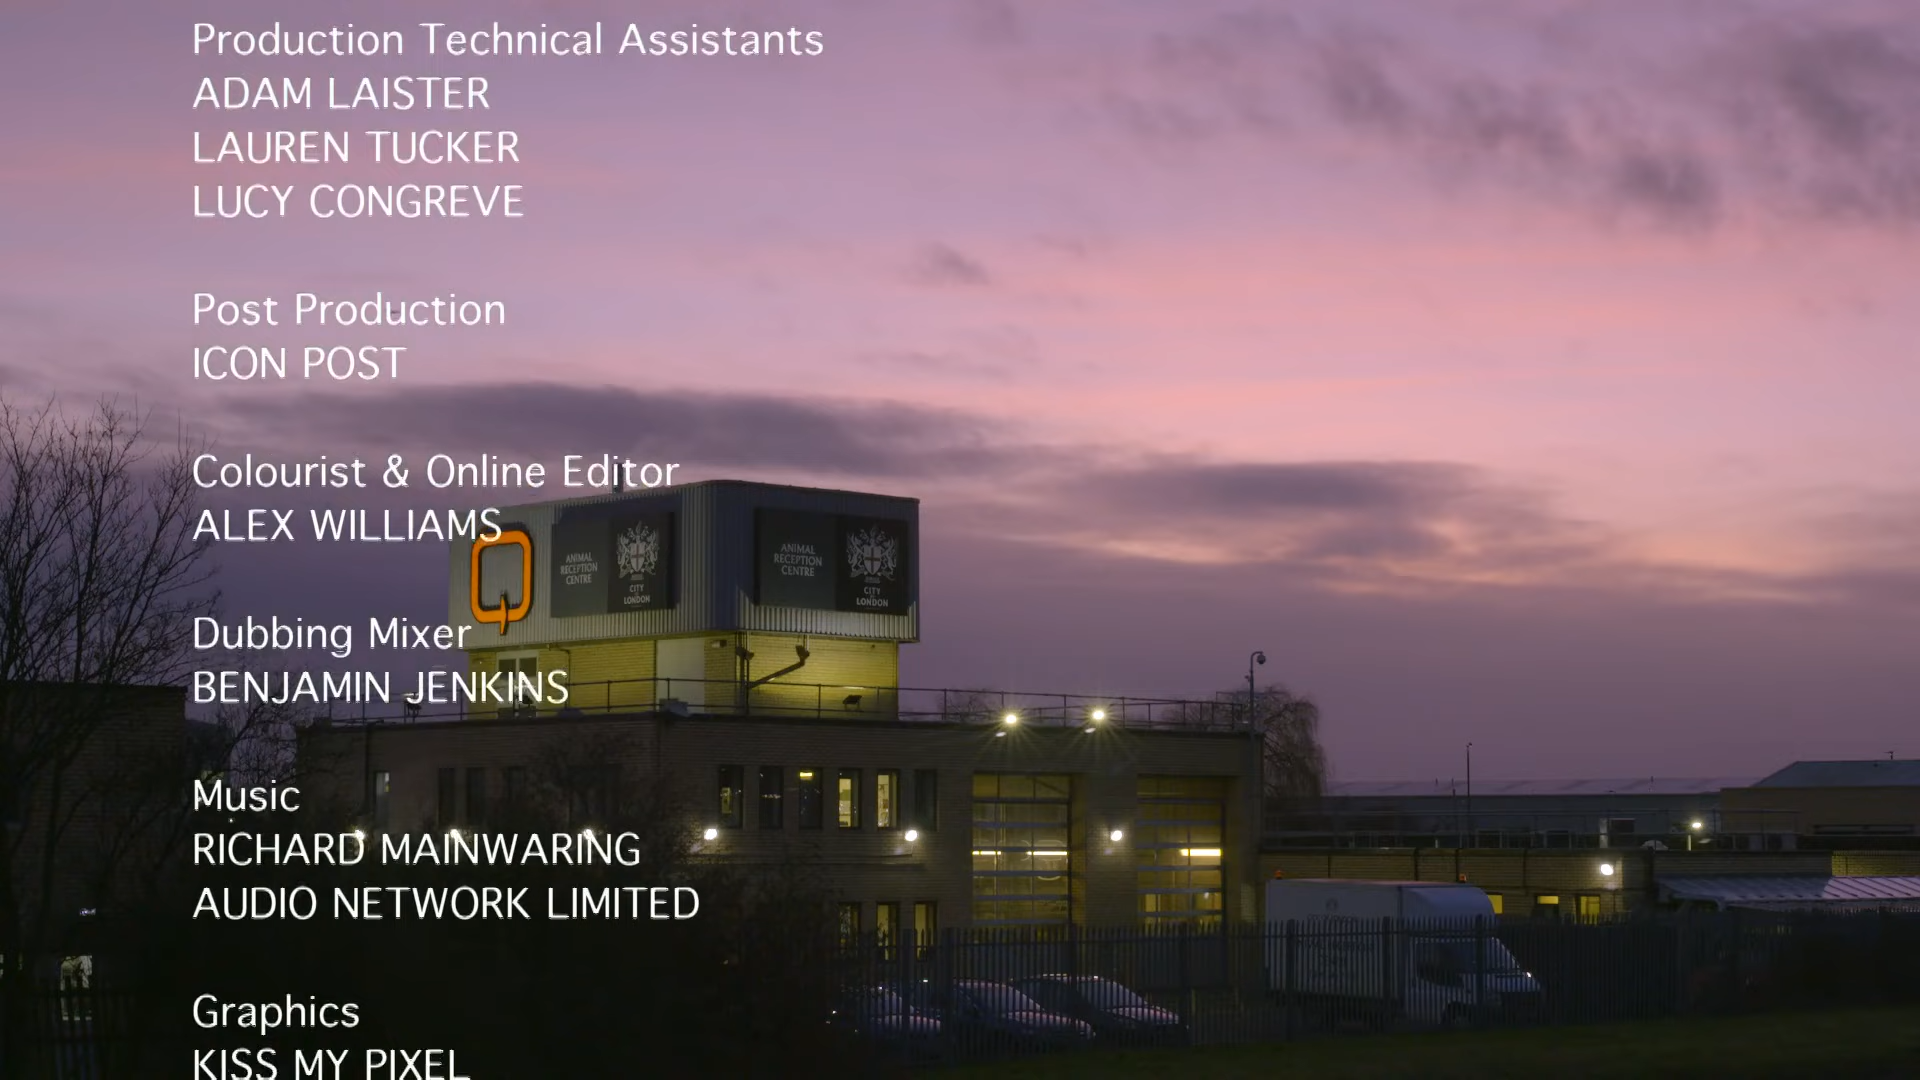 Production Technical Assistants
ADAM LAISTER
LAUREN TUCKER
LUCY CONGREVE
Post Production
ICON POST
Colourist & Online Editor
ALEX WILLIAMS
Dubbing Mixer
BENJAMIN JENKINS
Music
RICHARD MAINWARING
AUDIO NETWORK LIMITED
Graphics
KISS MY PIXEL
Q
ANIMAL
RECEPTION
CENTRE
CITY
LONDON
ANIMAL
RECEPTION
CENTRE
CITY
LONDON